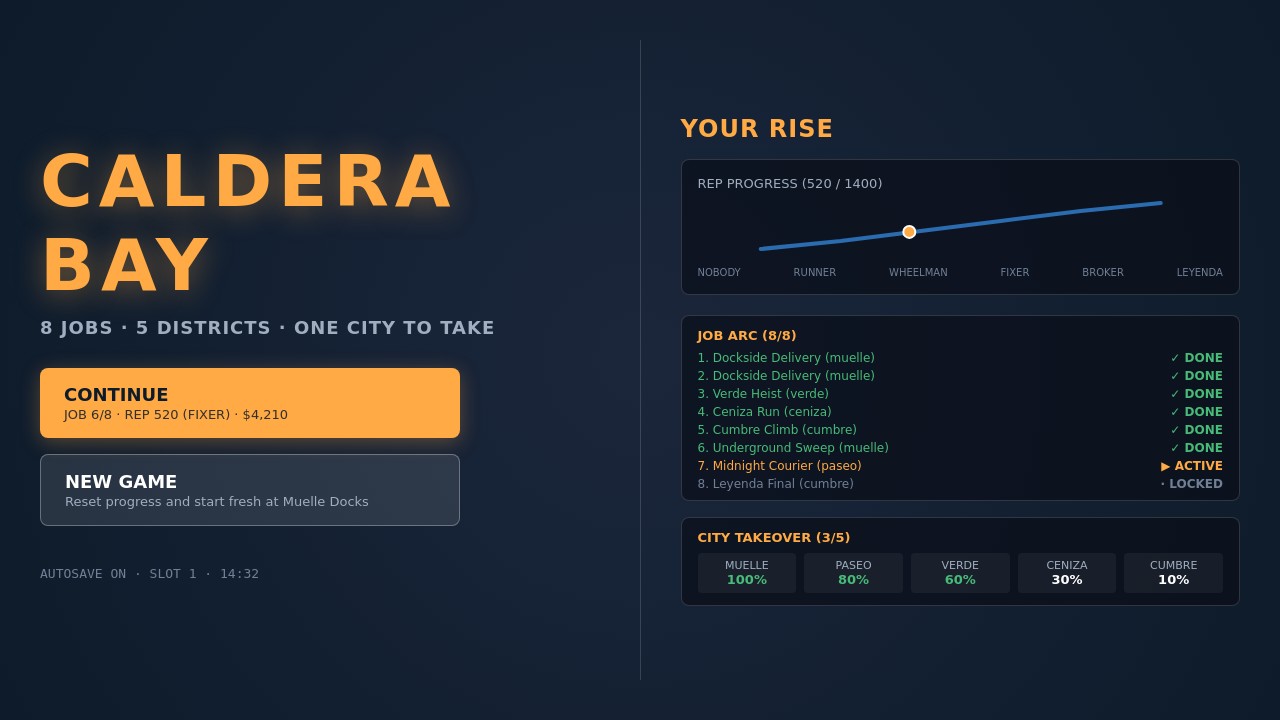 CALDERA
BAY
8 JOBS · 5 DISTRICTS · ONE CITY TO TAKE
CONTINUE
JOB 6/8 · REP 520 (FIXER) · $4,210
NEW GAME
Reset progress and start fresh at Muelle Docks
AUTOSAVE ON · SLOT 1 · 14:32
YOUR RISE
REP PROGRESS (520 / 1400)
NOBODY RUNNER WHEELMAN FIXER BROKER LEYENDA
JOB ARC (8/8)
1. Dockside Delivery (muelle) ✓ DONE
2. Dockside Delivery (muelle) ✓ DONE
3. Verde Heist (verde) ✓ DONE
4. Ceniza Run (ceniza) ✓ DONE
5. Cumbre Climb (cumbre) ✓ DONE
6. Underground Sweep (muelle) ✓ DONE
7. Midnight Courier (paseo) ▶ ACTIVE
8. Leyenda Final (cumbre) · LOCKED
CITY TAKEOVER (3/5)
MUELLE PASEO VERDE CENIZA CUMBRE
100% 80% 60% 30% 10%